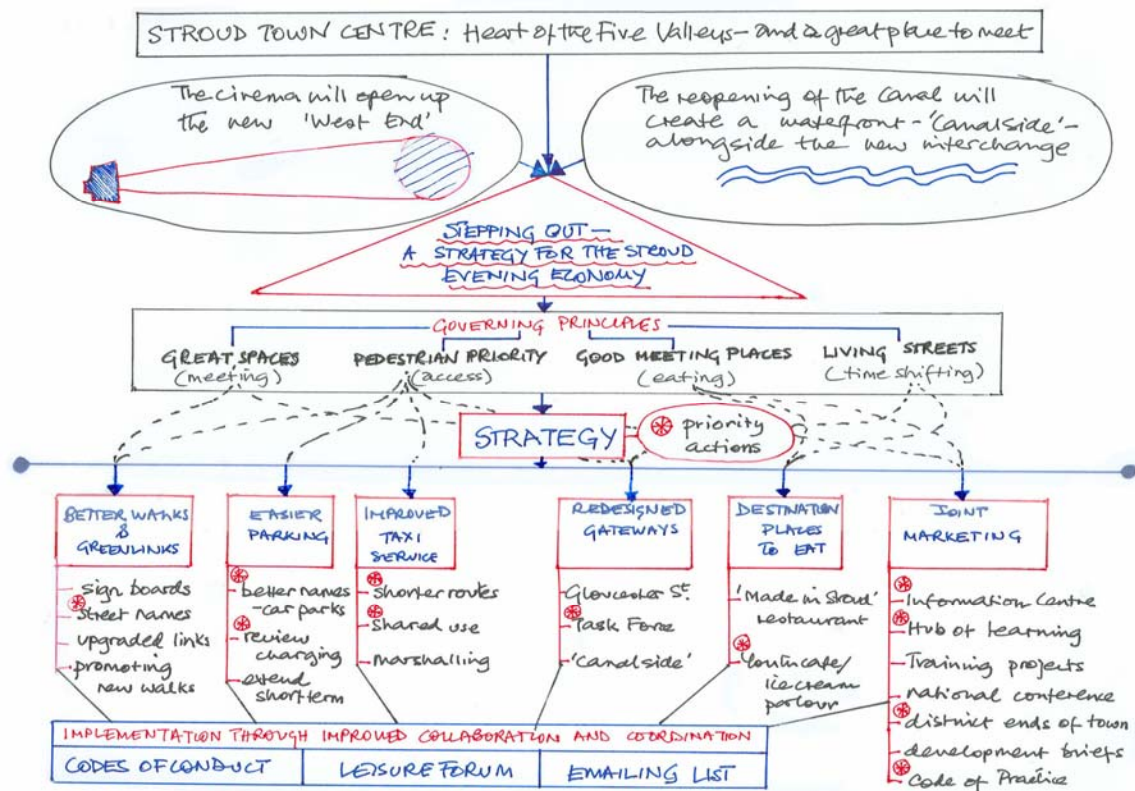 STROUD TOWN CENTRE: Heart of the Five Valleys - and a great place to meet
The cinema will open up
the new 'West End'
The reopening of the Canal will
create a waterfront - 'Canalside' -
alongside the new interchange
STEPPING OUT —
A STRATEGY FOR THE STROUD
EVENING ECONOMY
GOVERNING PRINCIPLES
GREAT SPACES
(meeting)
PEDESTRIAN PRIORITY
(access)
GOOD MEETING PLACES
(eating)
LIVING STREETS
(time shifting)
STRATEGY
priority
actions
BETTER WALKS
&
GREENLINKS
sign boards
street names
upgraded links
promoting
new walks
EASIER
PARKING
better names
- car parks
review
charging
extend
short term
IMPROVED
TAXI
SERVICE
shorter routes
shared use
marshalling
REDESIGNED
GATEWAYS
Gloucester St.
Task Force
'Canalside'
DESTINATION
PLACES
TO EAT
'Made in Stroud'
restaurant
Youth cafe/
ice cream
parlour
JOINT
MARKETING
Information Centre
Hub of Learning
Training projects
national conference
district ends of town
development briefs
Code of Practice
IMPLEMENTATION THROUGH IMPROVED COLLABORATION AND COORDINATION
CODES OF CONDUCT
LEISURE FORUM
EMAILING LIST